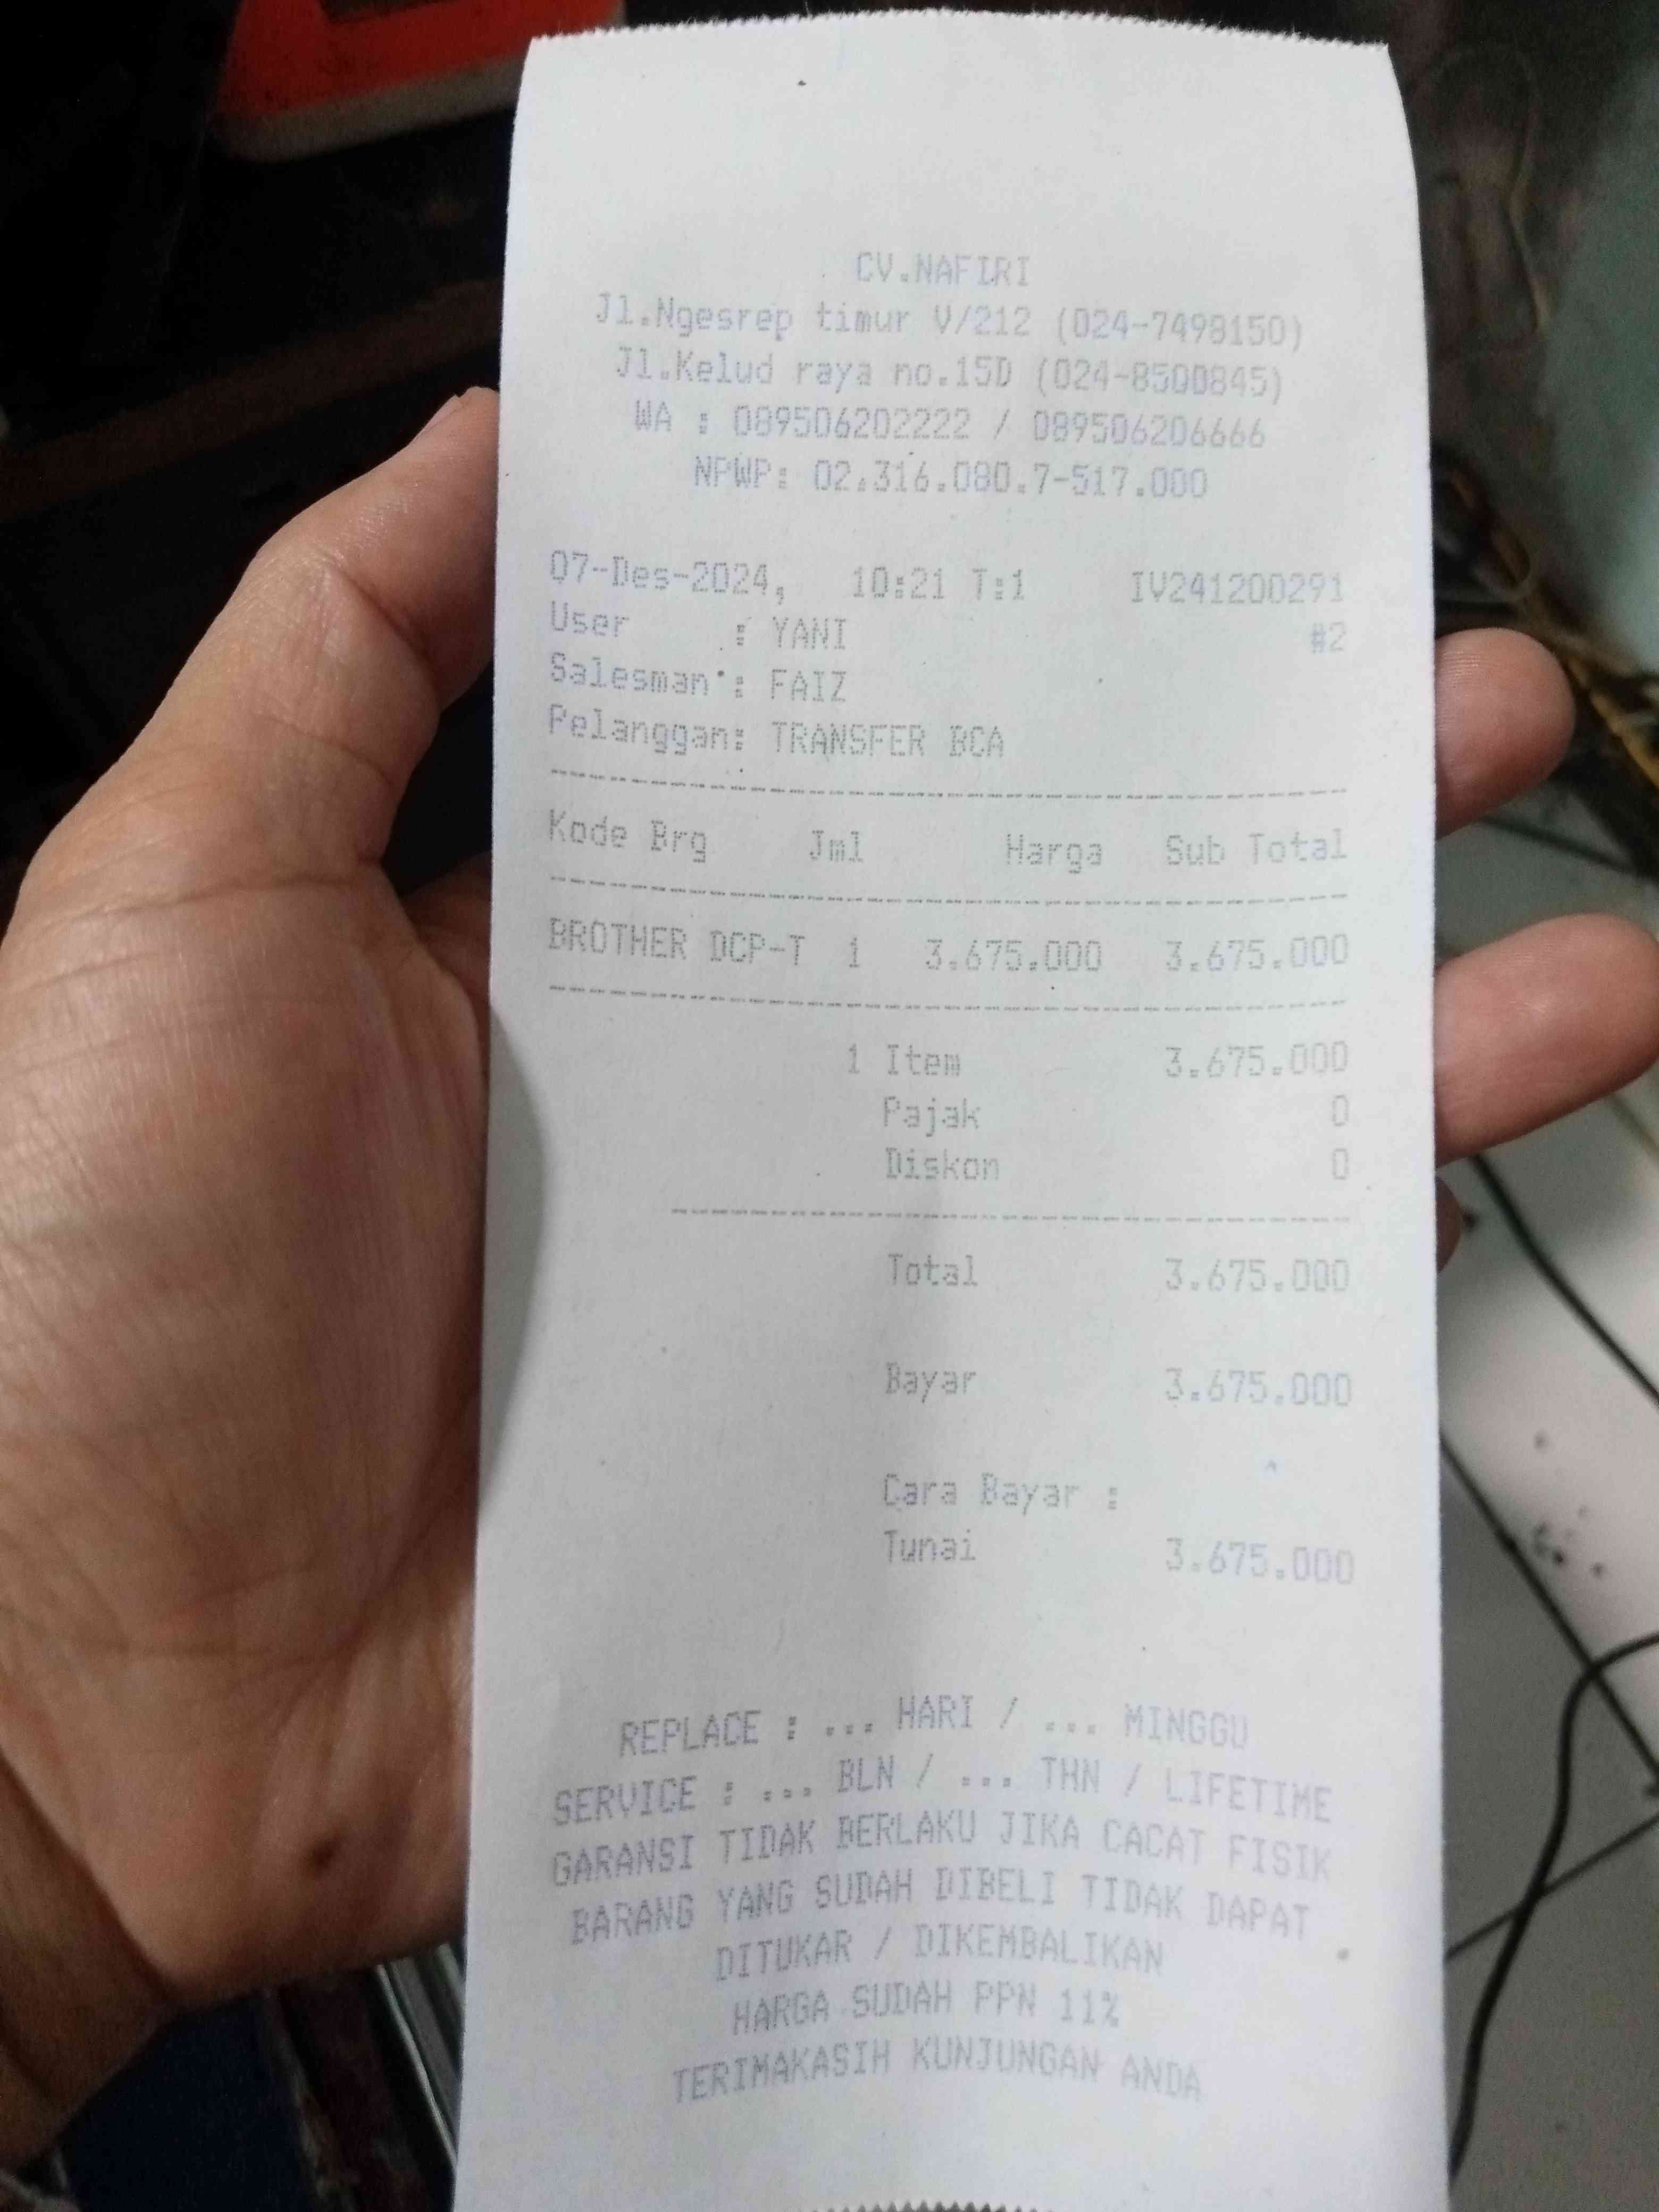 CV.NAFIRI
Jl.Ngesrep timur V/212 (024-7498150)
Jl.Kelud raya no.15D (024-8500845)
WA : 089506202222 / 089506206666
NPWP: 02.316.080.7-517.000
07-Des-2024, 10:21 T:1 IV241200291
User : YANI #2
Salesman : FAIZ
Pelanggan: TRANSFER BCA
Kode Brg Jml Harga Sub Total
BROTHER DCP-T 1 3.675.000 3.675.000
1 Item 3.675.000
Pajak 0
Diskon 0
Total 3.675.000
Bayar 3.675.000
Cara Bayar :
Tunai 3.675.000
REPLACE : ... HARI / ... MINGGU
SERVICE : ... BLN / ... THN / LIFETIME
GARANSI TIDAK BERLAKU JIKA CACAT FISIK
BARANG YANG SUDAH DIBELI TIDAK DAPAT
DITUKAR / DIKEMBALIKAN
HARGA SUDAH PPN 11%
TERIMAKASIH KUNJUNGAN ANDA